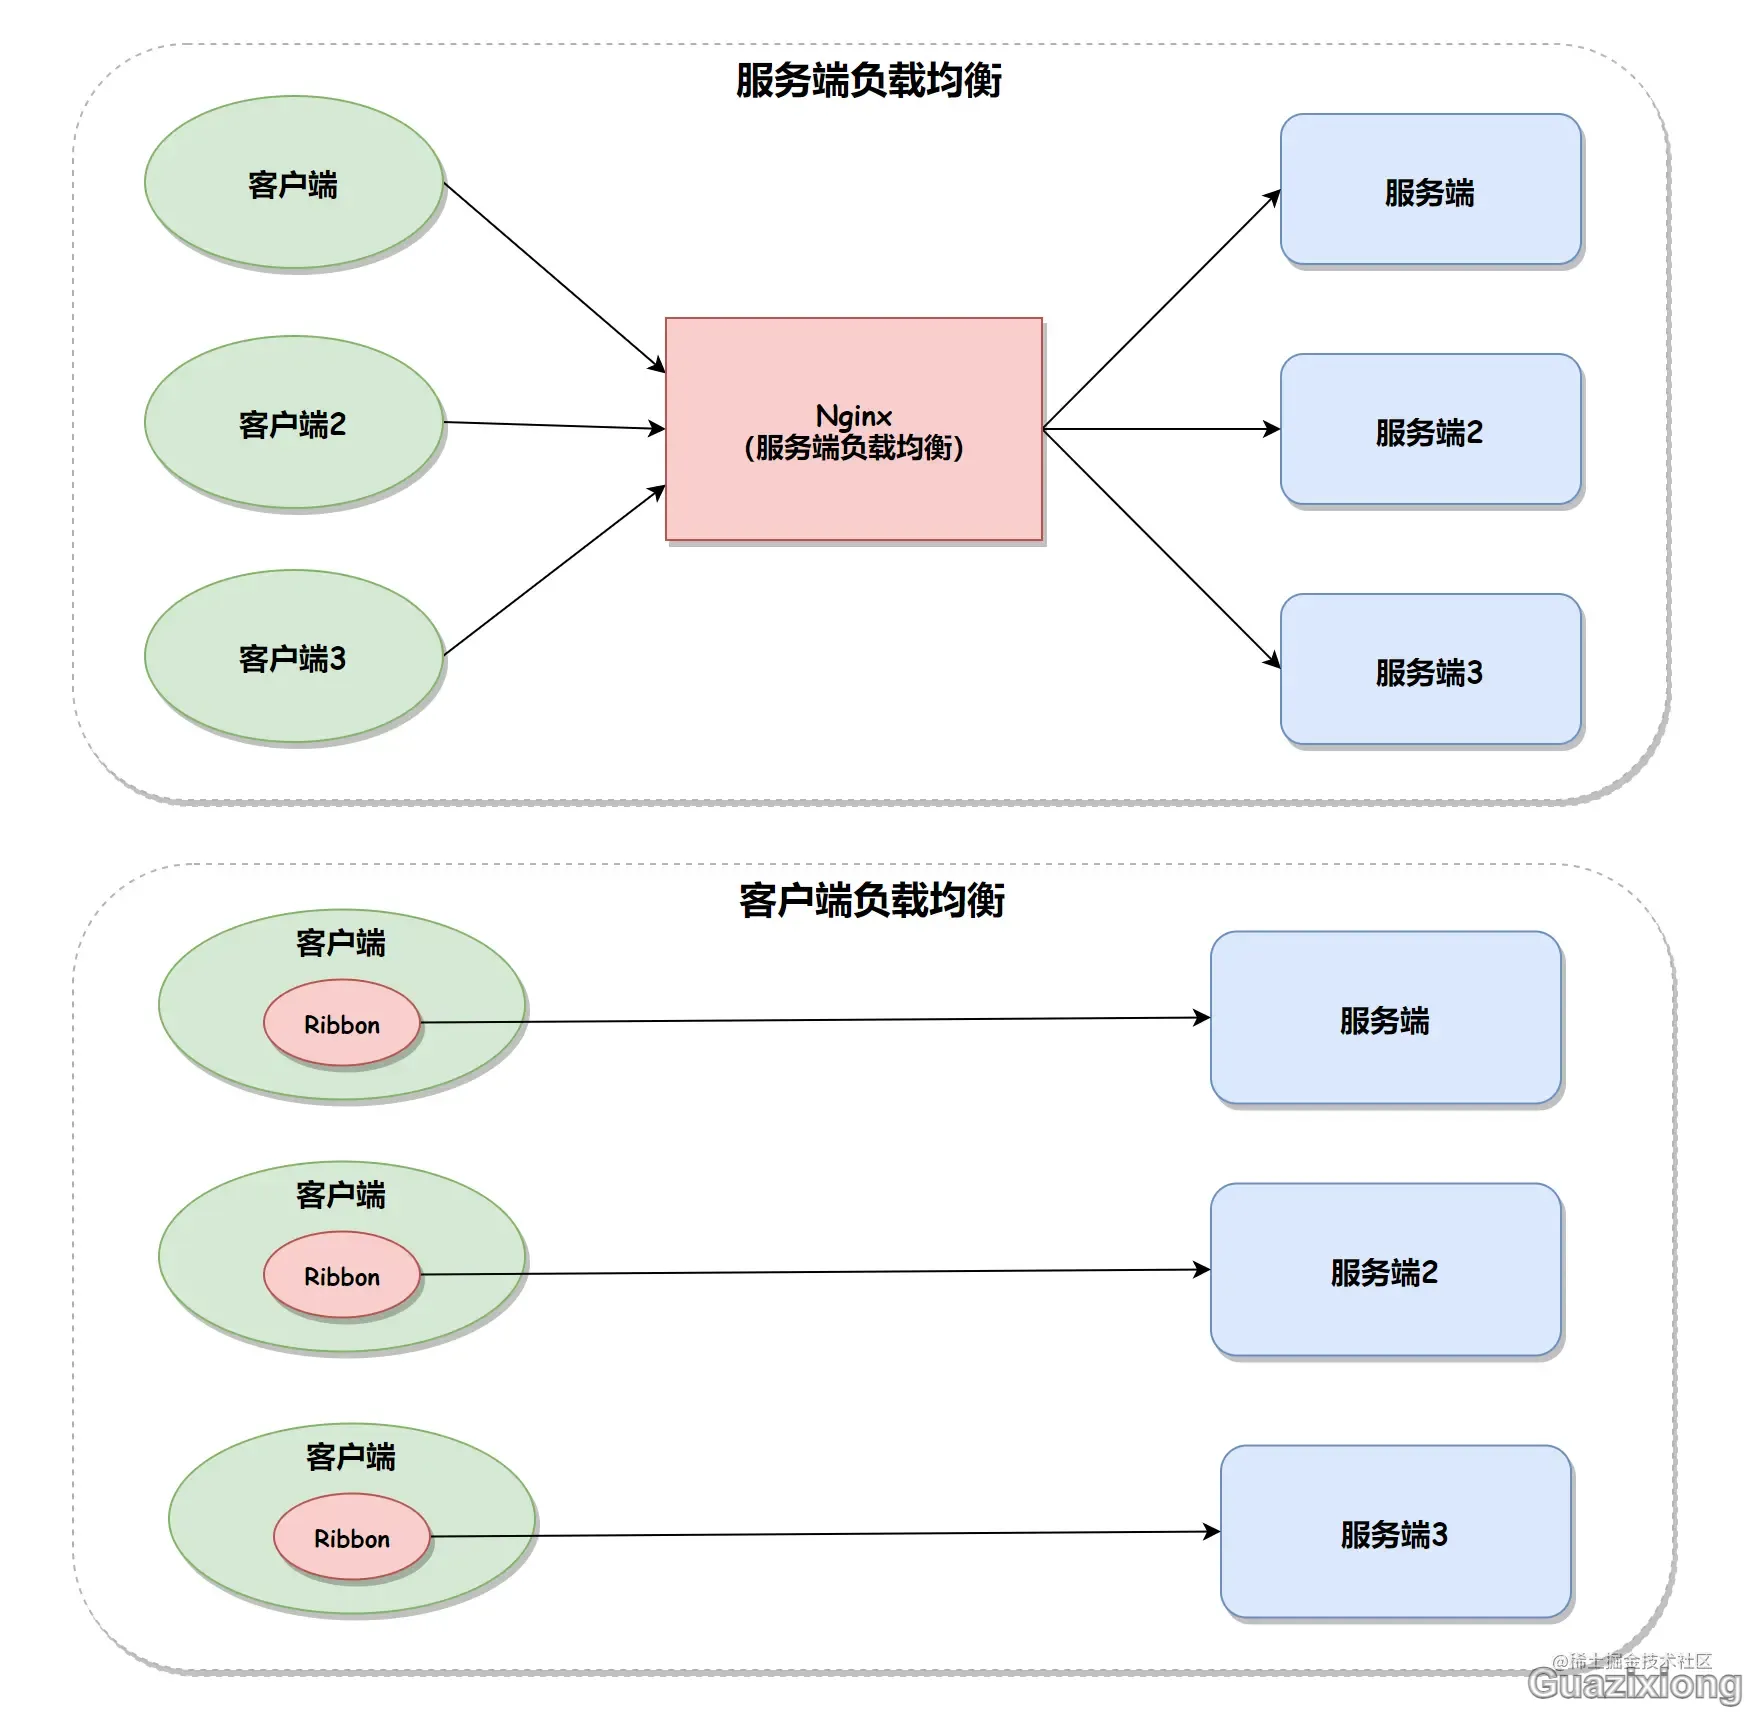 服务端负载均衡
客户端
服务端
客户端2
Nginx
（服务端负载均衡）
服务端2
客户端3
服务端3
客户端负载均衡
客户端
Ribbon
服务端
客户端
Ribbon
服务端2
客户端
Ribbon
服务端3
@稀土掘金技术社区
Guazixiong